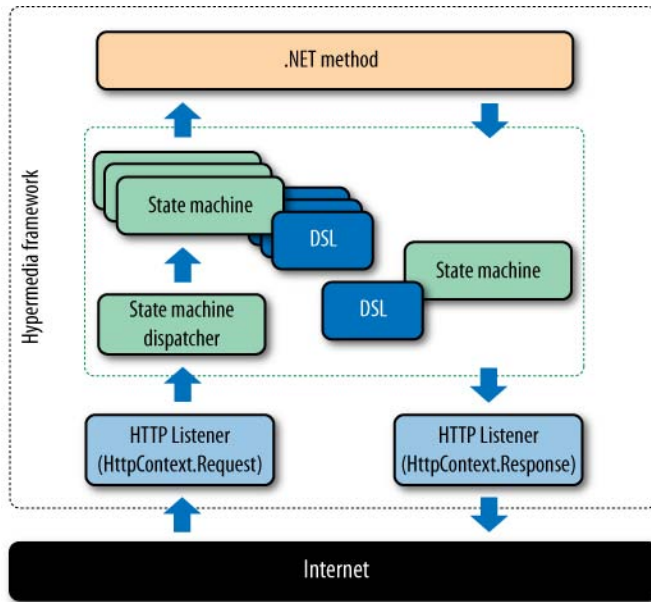 .NET method
Hypermedia framework
State machine
DSL
State machine
DSL
State machine
dispatcher
HTTP Listener
(HttpContext.Request)
HTTP Listener
(HttpContext.Response)
Internet